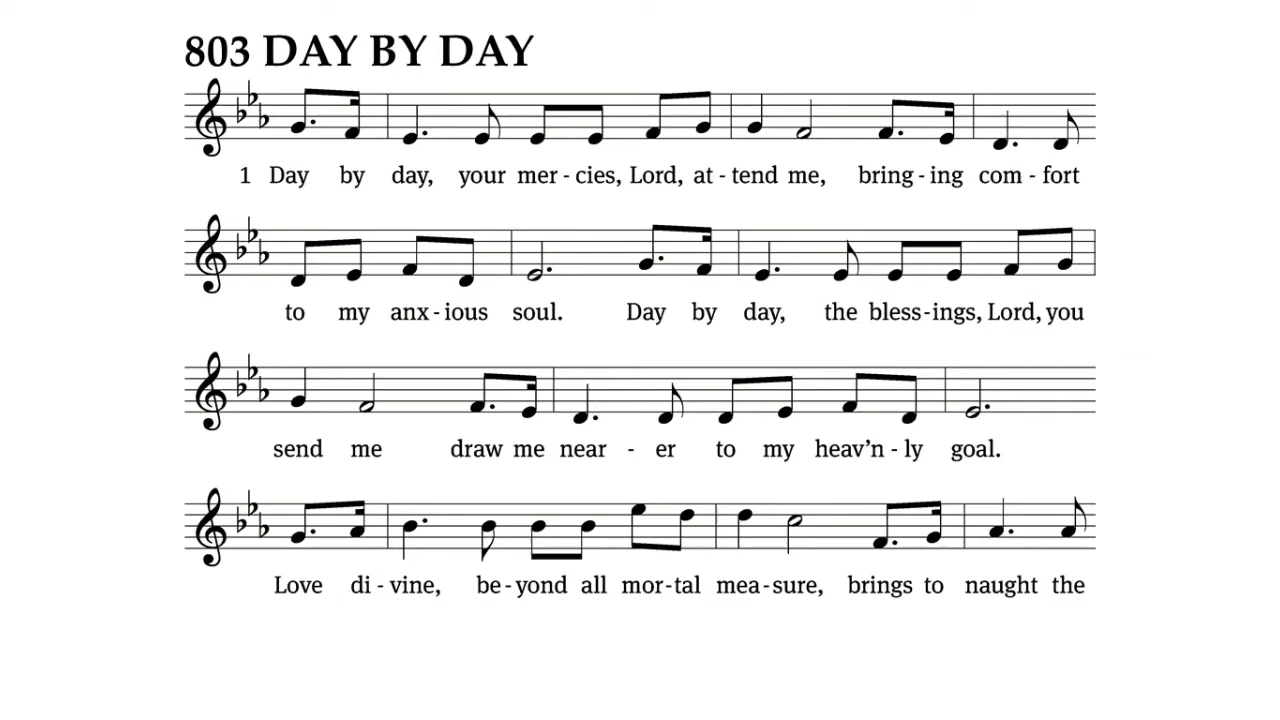 803 DAY BY DAY
1 Day by day, your mer - cies, Lord, at - tend me, bring - ing com - fort
to my anx - ious soul. Day by day, the bless - ings, Lord, you
send me draw me near - er to my heav’n - ly goal.
Love di - vine, be - yond all mor - tal mea - sure, brings to naught the